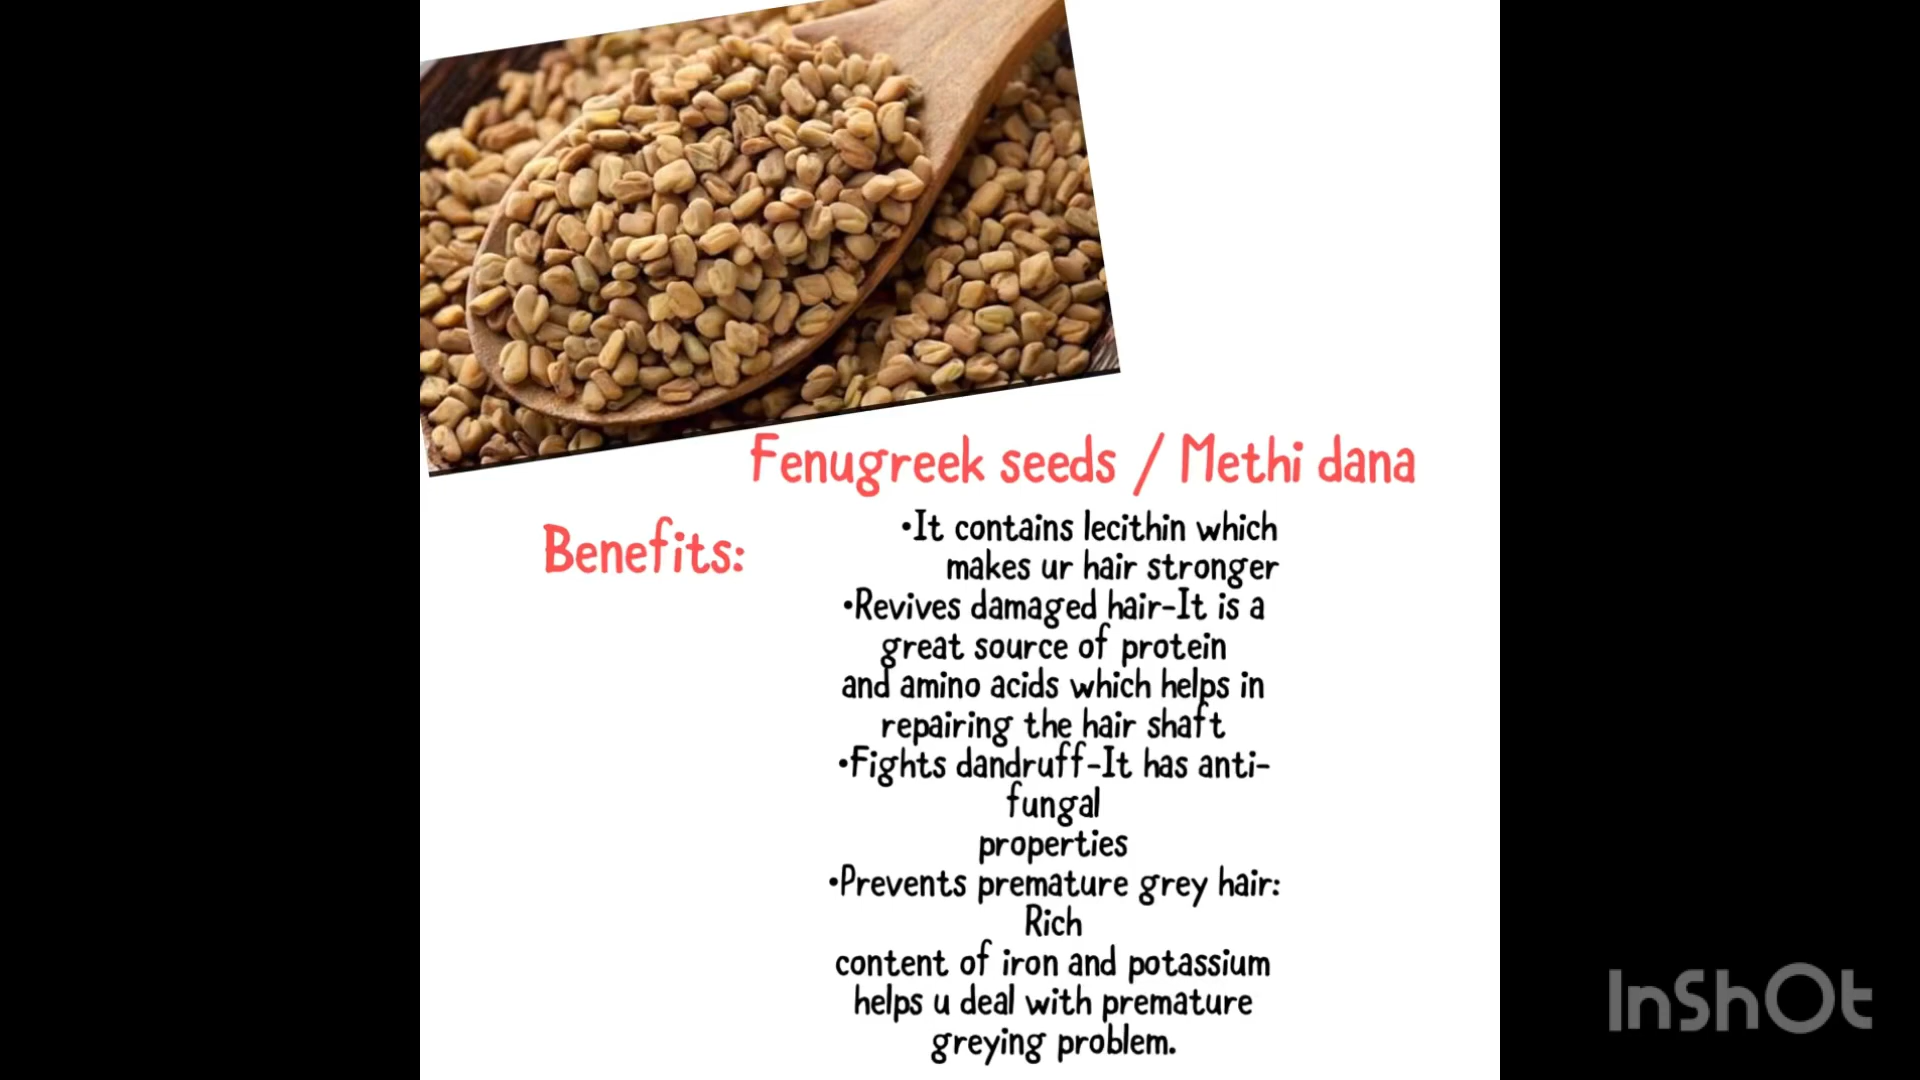 Fenugreek seeds / Methi dana
Benefits:
•It contains lecithin which
makes ur hair stronger
•Revives damaged hair-It is a
great source of protein
and amino acids which helps in
repairing the hair shaft
•Fights dandruff-It has anti-
fungal
properties
•Prevents premature grey hair:
Rich
content of iron and potassium
helps u deal with premature
greying problem.
InShOt